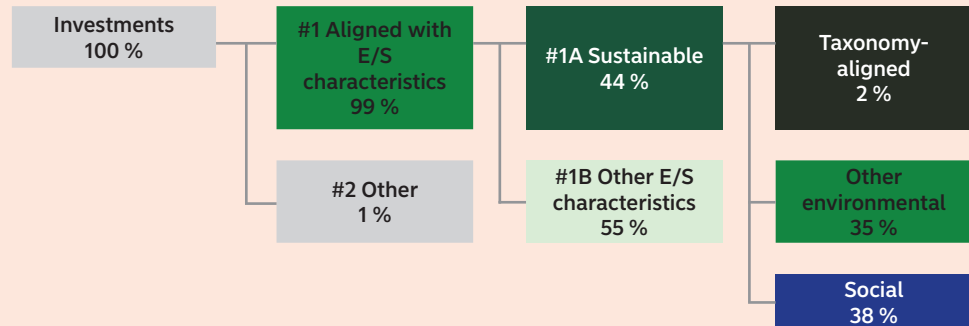 Investments
100 %
#1 Aligned with
E/S
characteristics
99 %
#1A Sustainable
44 %
Taxonomy-
aligned
2 %
#2 Other
1 %
#1B Other E/S
characteristics
55 %
Other
environmental
35 %
Social
38 %